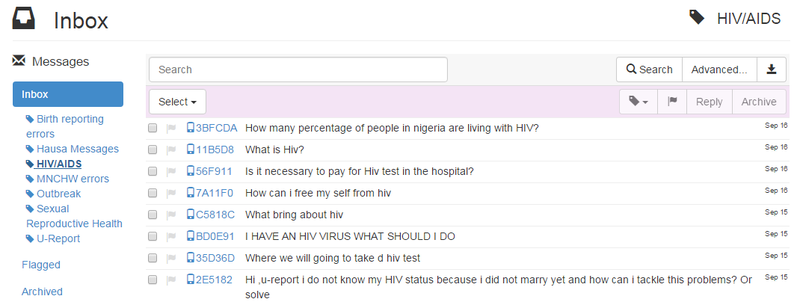 Inbox
HIV/AIDS
Messages
Inbox
Birth reporting
errors
Hausa Messages
HIV/AIDS
MNCHW errors
Outbreak
Sexual
Reproductive Health
U-Report
Flagged
Archived
Search
Search
Advanced...
Select
Reply
Archive
3BFCDA How many percentage of people in nigeria are living with HIV? Sep 16
11B5D8 What is Hiv? Sep 16
56F911 Is it necessary to pay for Hiv test in the hospital? Sep 16
7A11F0 How can i free my self from hiv Sep 16
C5818C What bring about hiv Sep 15
BD0E91 I HAVE AN HIV VIRUS WHAT SHOULD I DO Sep 15
35D36D Where we will going to take d hiv test Sep 15
2E5182 Hi ,u-report i do not know my HIV status because i did not marry yet and how can i tackle this problems? Or Sep 15
solve